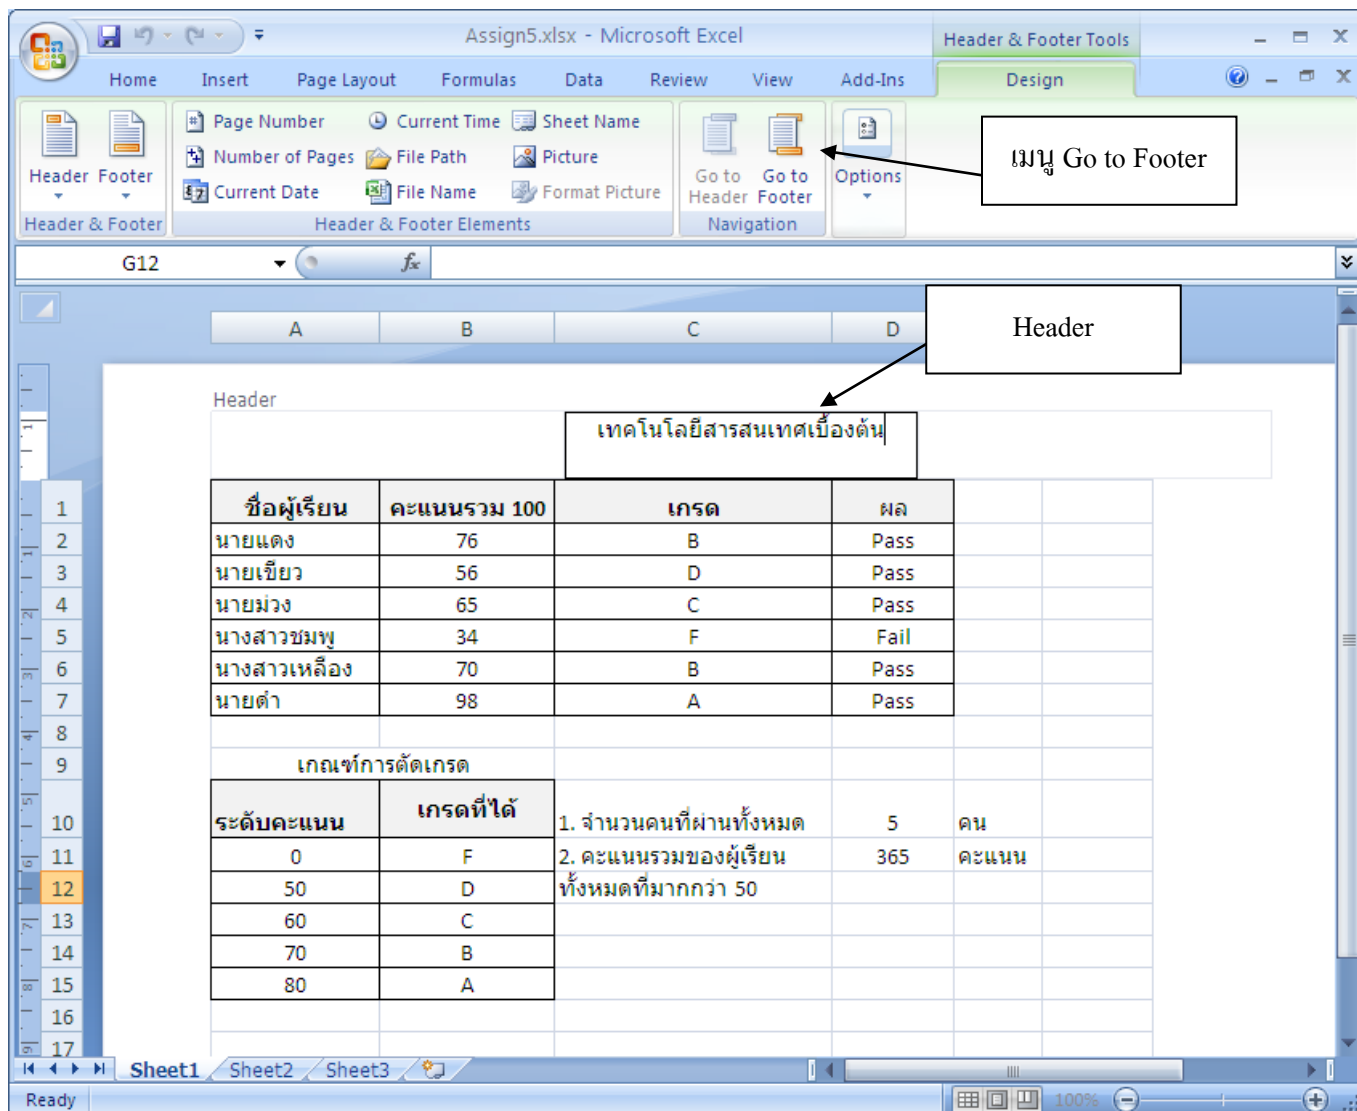 Assign5.xlsx - Microsoft Excel
Header & Footer Tools
Home Insert Page Layout Formulas Data Review View Add-Ins Design
Page Number Current Time Sheet Name
Number of Pages File Path Picture
Current Date File Name Format Picture
Header Footer
Go to Header Go to Footer
Options
Header & Footer Header & Footer Elements Navigation
เมนู Go to Footer
G12 fx
Header
A B C D
Header
เทคโนโลยีสารสนเทศเบื้องต้น
1 ชื่อผู้เรียน คะแนนรวม 100 เกรด ผล
2 นายแดง 76 B Pass
3 นายเขียว 56 D Pass
4 นายม่วง 65 C Pass
5 นางสาวชมพู 34 F Fail
6 นางสาวเหลือง 70 B Pass
7 นายดำ 98 A Pass
8
9 เกณฑ์การตัดเกรด
10 ระดับคะแนน เกรดที่ได้ 1. จำนวนคนที่ผ่านทั้งหมด 5 คน
11 0 F 2. คะแนนรวมของผู้เรียน 365 คะแนน
12 50 D ทั้งหมดที่มากกว่า 50
13 60 C
14 70 B
15 80 A
16
17
Sheet1 Sheet2 Sheet3
Ready 100%